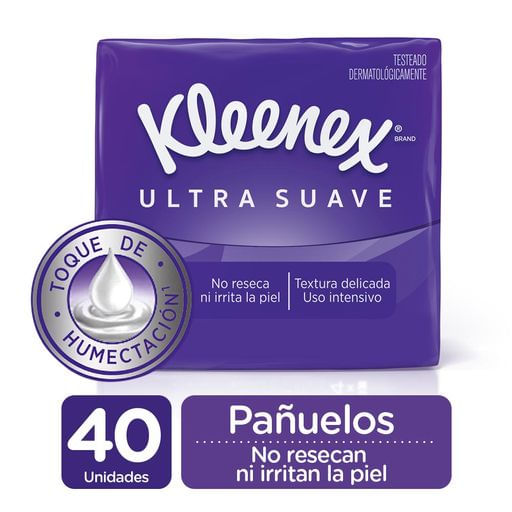 TESTEADO
DERMATOLÓGICAMENTE
Kleenex®
BRAND
ULTRA SUAVE
TOQUE DE
HUMECTACIÓN¹
No reseca
ni irrita la piel
Textura delicada
Uso intensivo
40
Unidades
Pañuelos
No resecan
ni irritan la piel